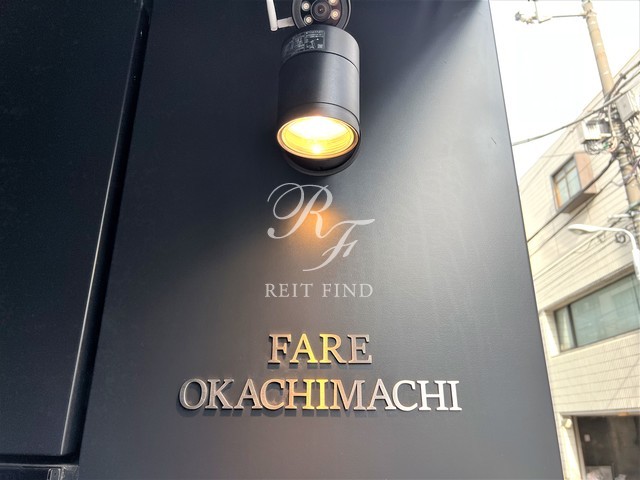 RF
REIT FIND
FARE
OKACHIMACHI